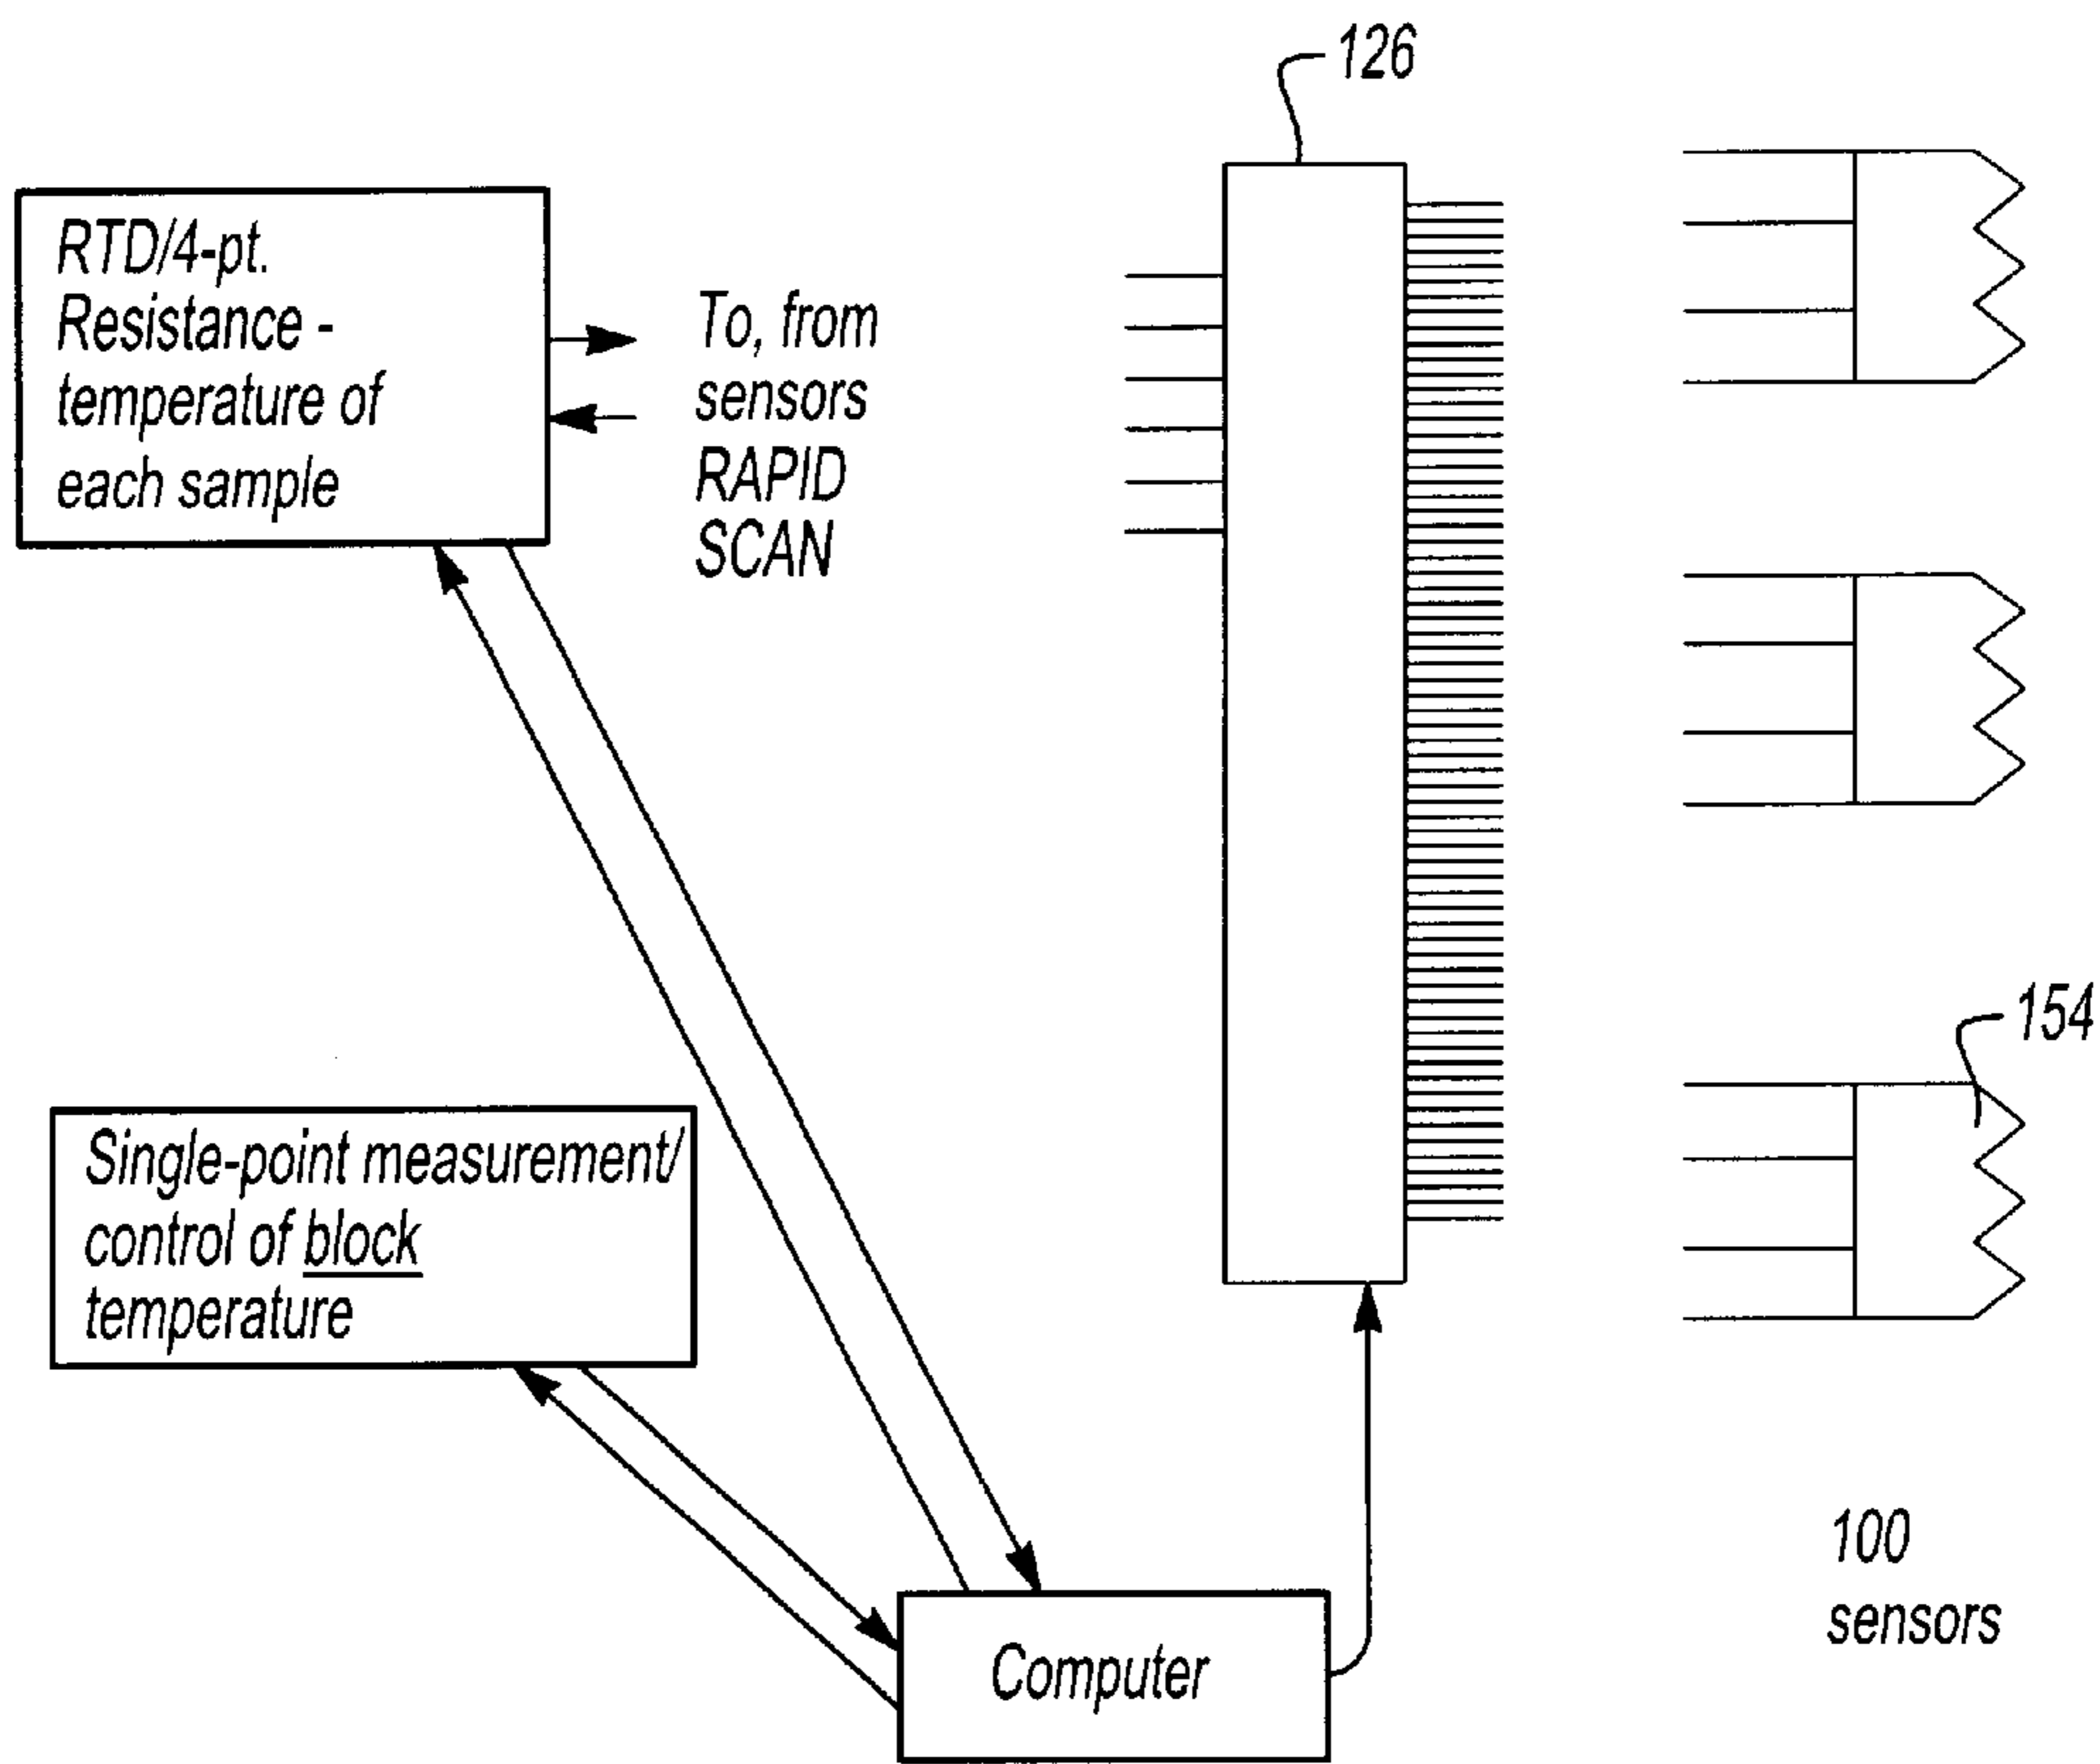 126
RTD/4-pt.
Resistance -
temperature of
each sample
To, from
sensors
RAPID
SCAN
154
Single-point measurement/
control of block
temperature
100
sensors
Computer